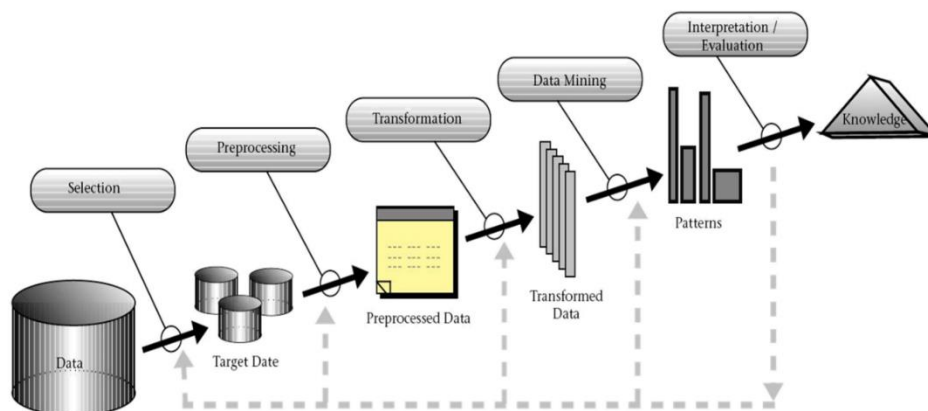 Interpretation /
Evaluation
Data Mining
Transformation
Preprocessing
Selection
Knowledge
Patterns
Transformed
Data
Preprocessed Data
Target Date
Data